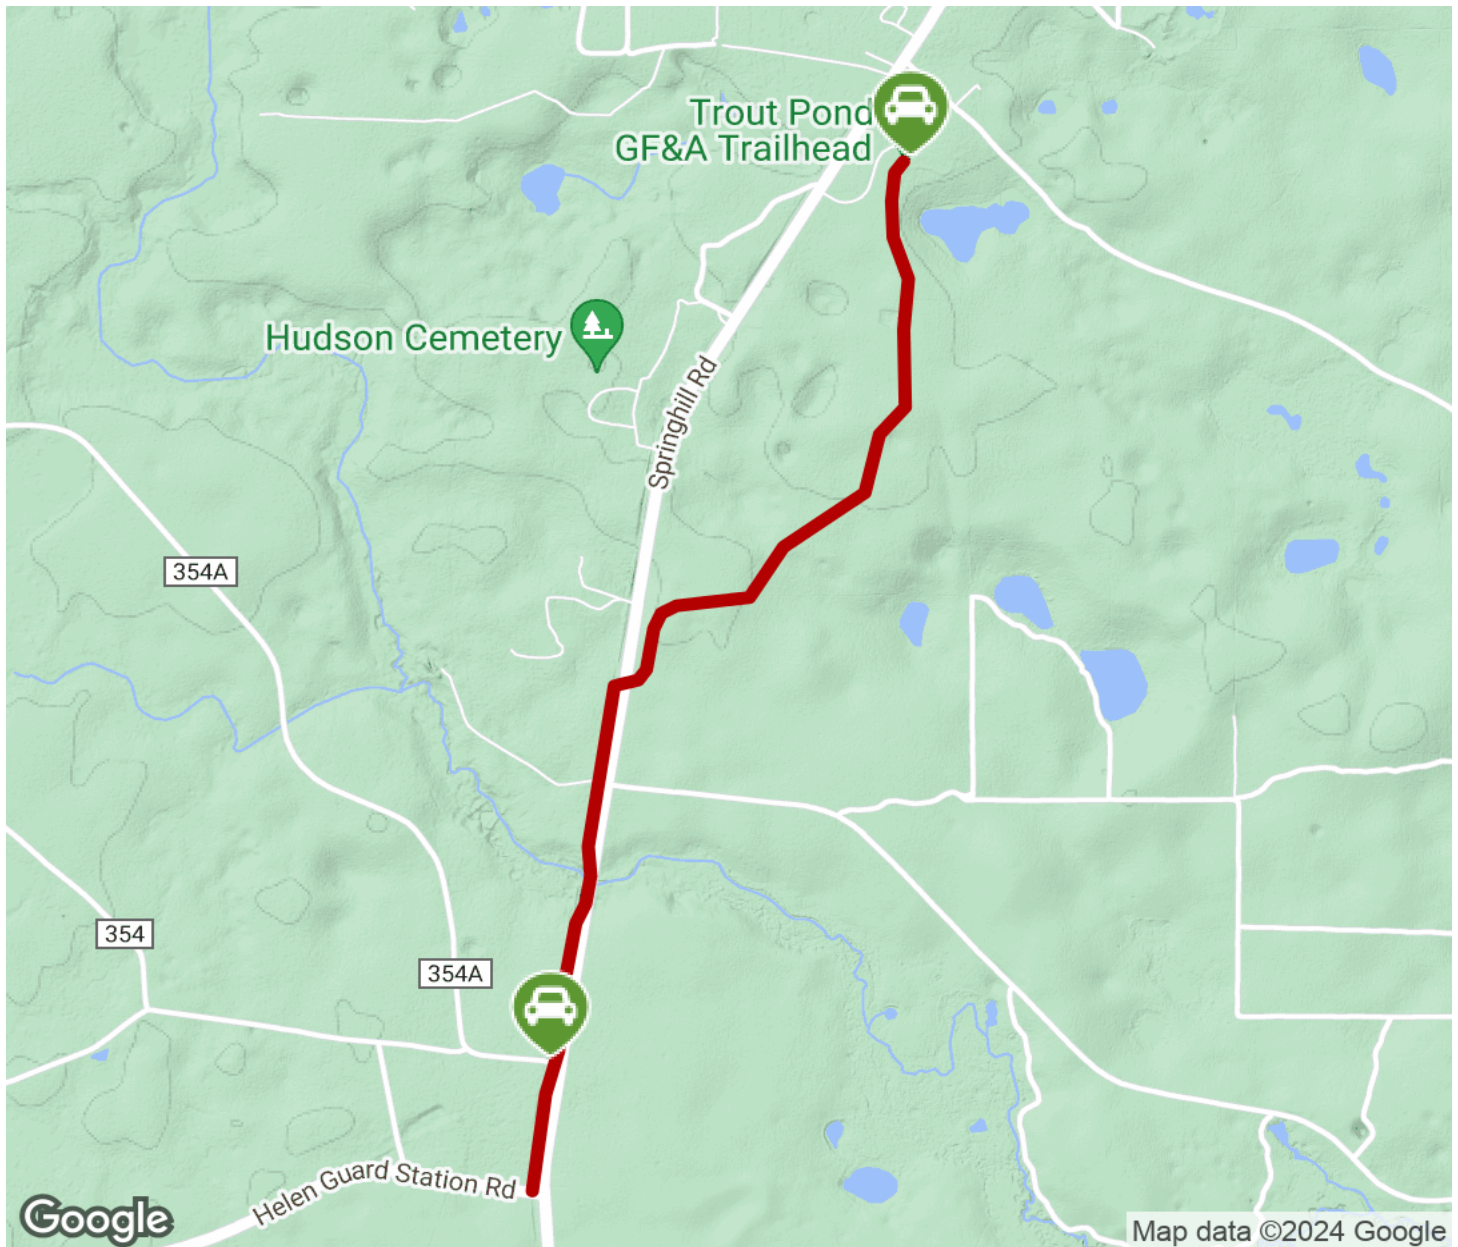 Trout Pond
GF&A Trailhead
Hudson Cemetery
Springhill Rd
354A
354
354A
Helen Guard Station Rd
Google
Map data ©2024 Google